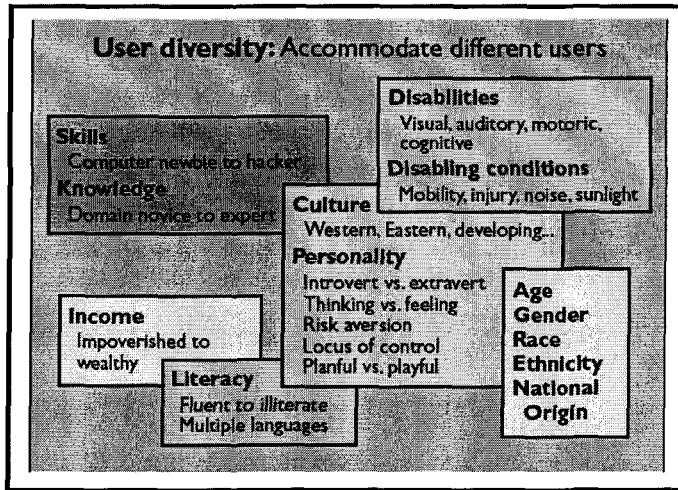 User diversity: Accommodate different users
Disabilities
Visual, auditory, motoric,
cognitive
Disabling conditions
Mobility, injury, noise, sunlight
Skills
Computer newbie to hacker
Knowledge
Domain novice to expert
Culture
Western, Eastern, developing...
Personality
Introvert vs. extravert
Thinking vs. feeling
Risk aversion
Locus of control
Planful vs. playful
Age
Gender
Race
Ethnicity
National
Origin
Income
Impoverished to
wealthy
Literacy
Fluent to illiterate
Multiple languages